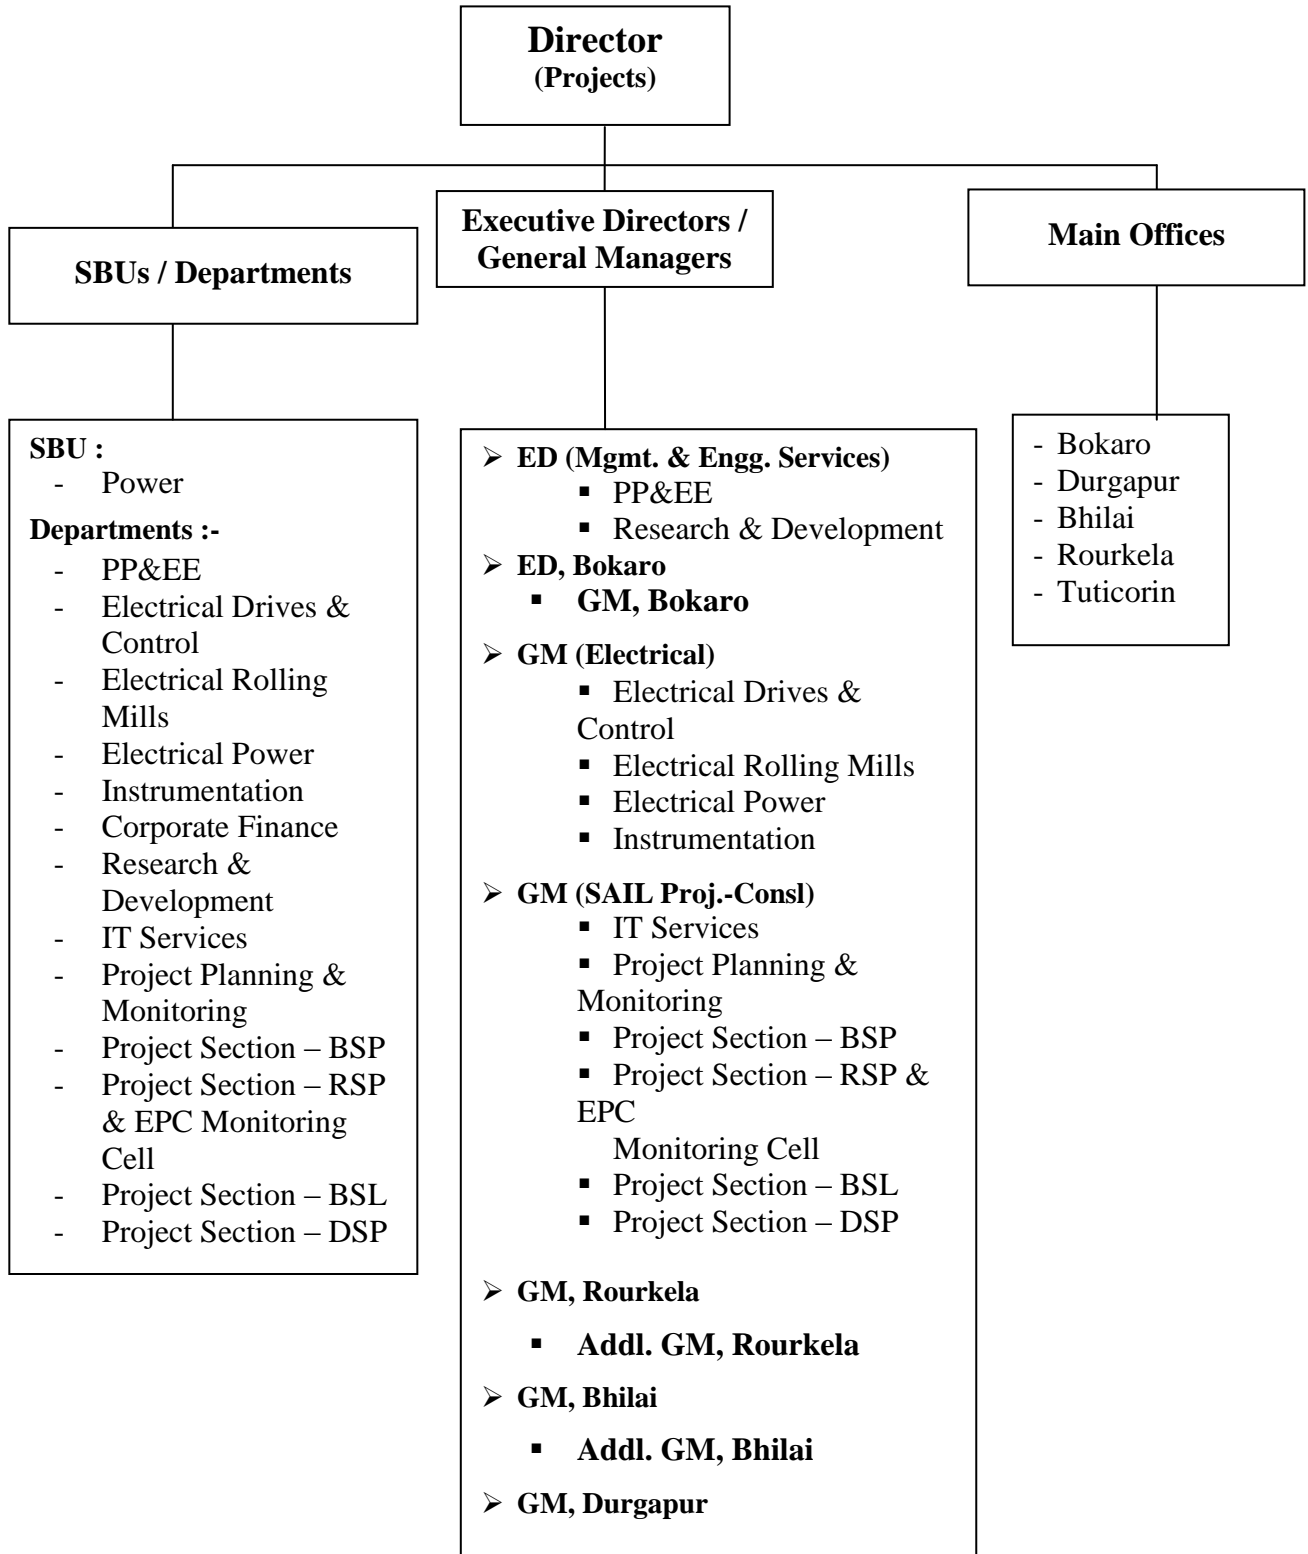 Director
(Projects)
SBUs / Departments
Executive Directors /
General Managers
Main Offices
SBU :
- Power
Departments :-
- PP&EE
- Electrical Drives &
Control
- Electrical Rolling
Mills
- Electrical Power
- Instrumentation
- Corporate Finance
- Research &
Development
- IT Services
- Project Planning &
Monitoring
- Project Section – BSP
- Project Section – RSP
& EPC Monitoring
Cell
- Project Section – BSL
- Project Section – DSP
➢ ED (Mgmt. & Engg. Services)
▪ PP&EE
▪ Research & Development
➢ ED, Bokaro
▪ GM, Bokaro
➢ GM (Electrical)
▪ Electrical Drives &
Control
▪ Electrical Rolling Mills
▪ Electrical Power
▪ Instrumentation
➢ GM (SAIL Proj.-Consl)
▪ IT Services
▪ Project Planning &
Monitoring
▪ Project Section – BSP
▪ Project Section – RSP &
EPC
Monitoring Cell
▪ Project Section – BSL
▪ Project Section – DSP
➢ GM, Rourkela
▪ Addl. GM, Rourkela
➢ GM, Bhilai
▪ Addl. GM, Bhilai
➢ GM, Durgapur
- Bokaro
- Durgapur
- Bhilai
- Rourkela
- Tuticorin